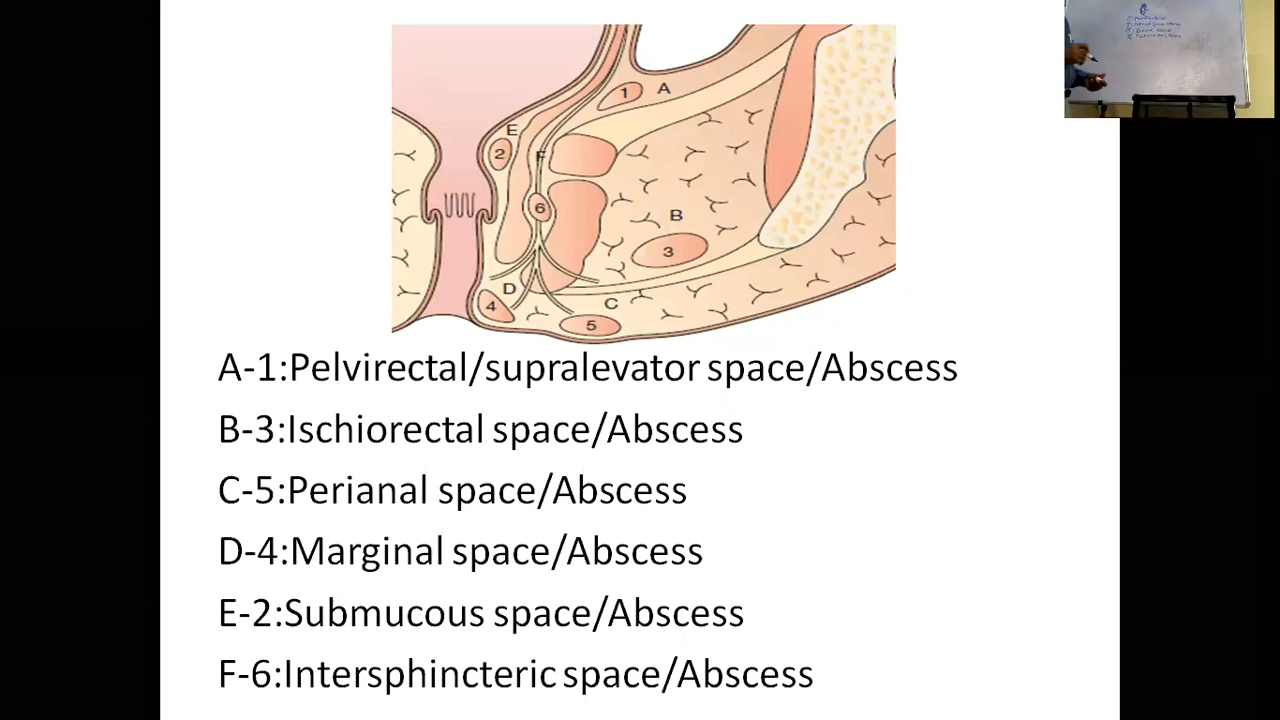 1 A
E
2
F
6
B
3
D
C
4
5
A-1:Pelvirectal/supralevator space/Abscess
B-3:Ischiorectal space/Abscess
C-5:Perianal space/Abscess
D-4:Marginal space/Abscess
E-2:Submucous space/Abscess
F-6:Intersphincteric space/Abscess